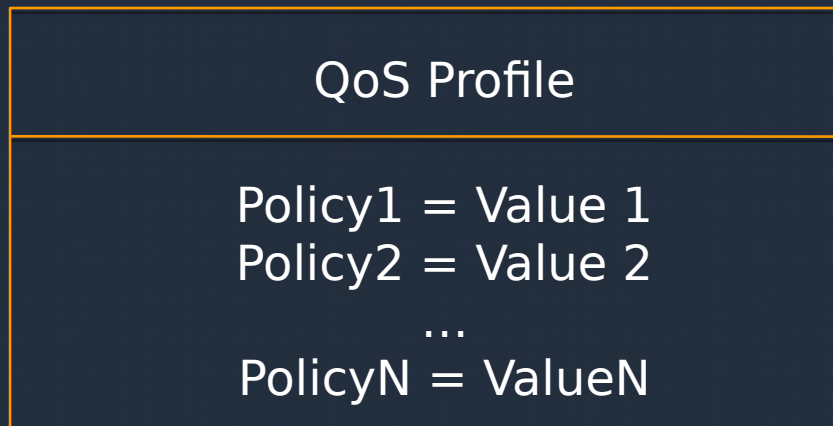 QoS Profile
Policy1 = Value 1
Policy2 = Value 2
...
PolicyN = ValueN